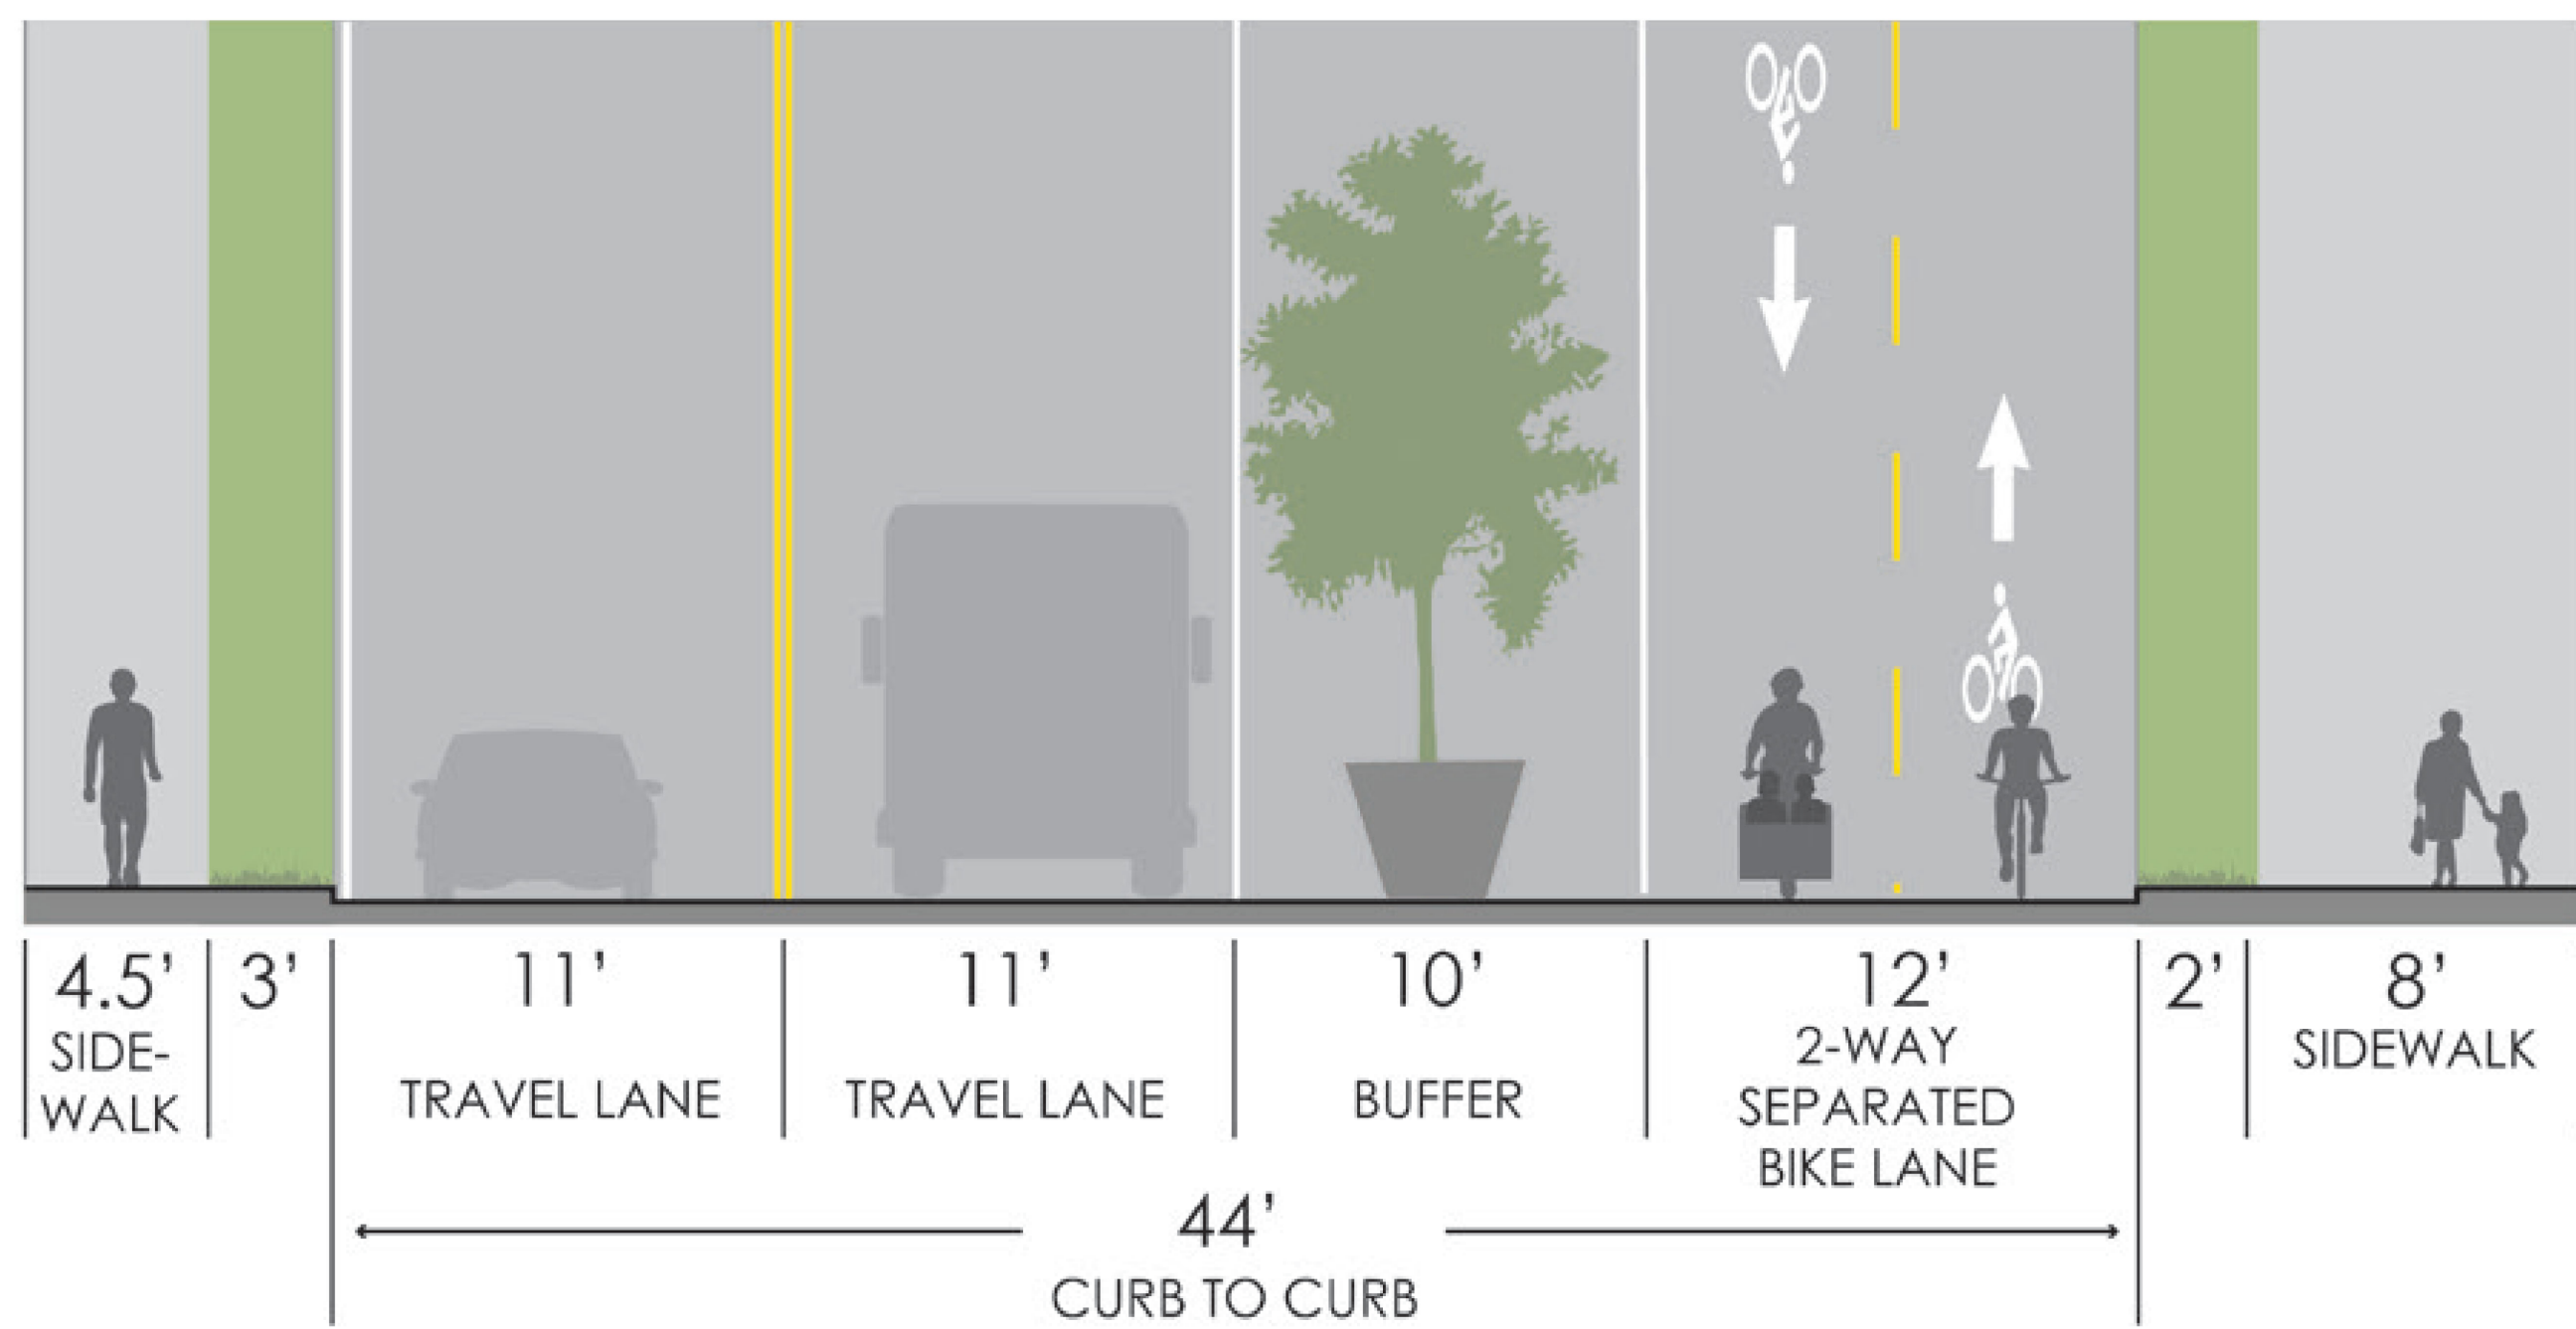 4.5’ 3’ 11’ 11’ 10’ 12’ 2’ 8’
SIDE-
WALK
TRAVEL LANE
TRAVEL LANE
BUFFER
2-WAY
SEPARATED
BIKE LANE
SIDEWALK
44’
CURB TO CURB